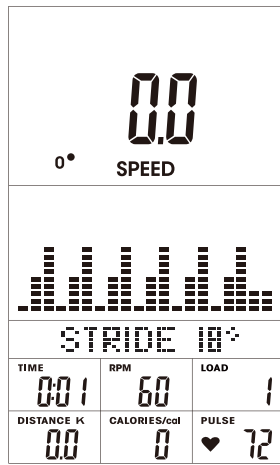 0.0
0° SPEED
STRIDE 18"
TIME RPM LOAD
0:01 60 1
DISTANCE K CALORIES/cal PULSE
0.0 0 72